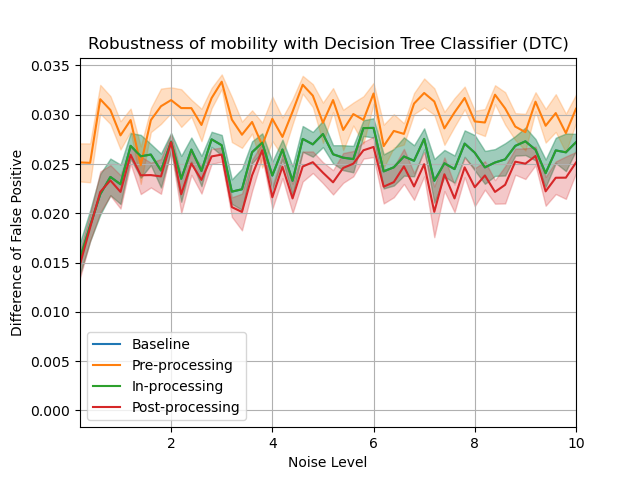 Robustness of mobility with Decision Tree Classifier (DTC)
Difference of False Positive
0.035
0.030
0.025
0.020
0.015
0.010
0.005
0.000
Baseline
Pre-processing
In-processing
Post-processing
2
4
6
8
10
Noise Level